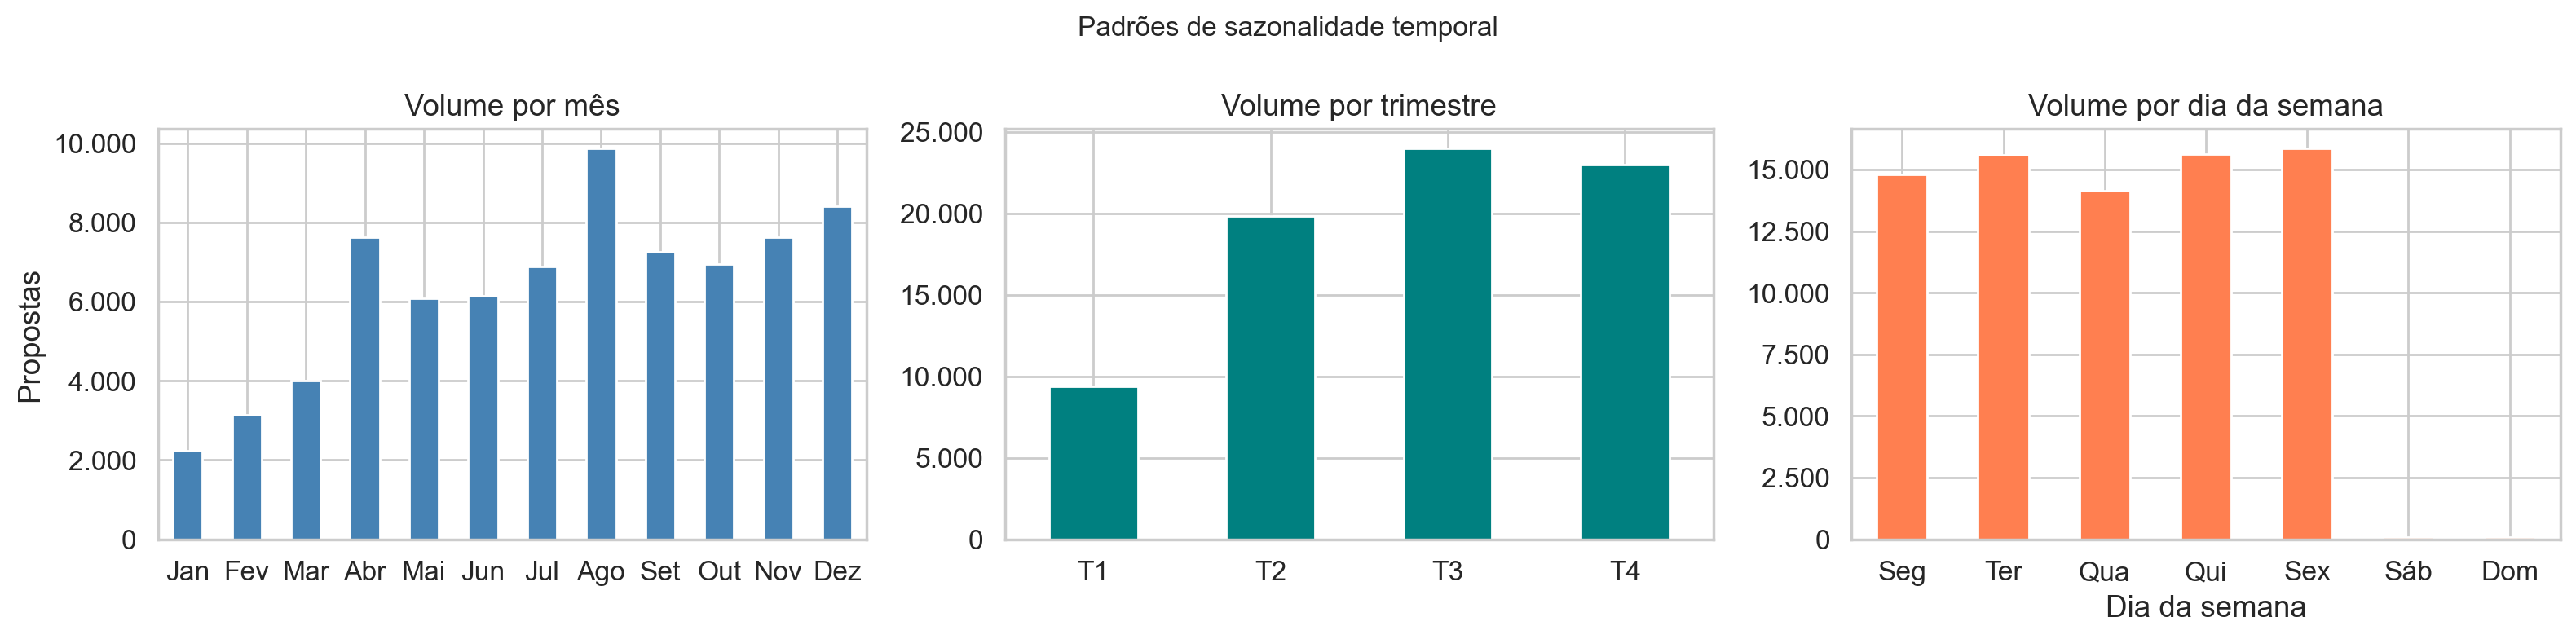 Padrões de sazonalidade temporal
Volume por mês
Propostas
10.000
8.000
6.000
4.000
2.000
0
Jan Fev Mar Abr Mai Jun Jul Ago Set Out Nov Dez
Volume por trimestre
25.000
20.000
15.000
10.000
5.000
0
T1 T2 T3 T4
Volume por dia da semana
15.000
12.500
10.000
7.500
5.000
2.500
0
Seg Ter Qua Qui Sex Sáb Dom
Dia da semana